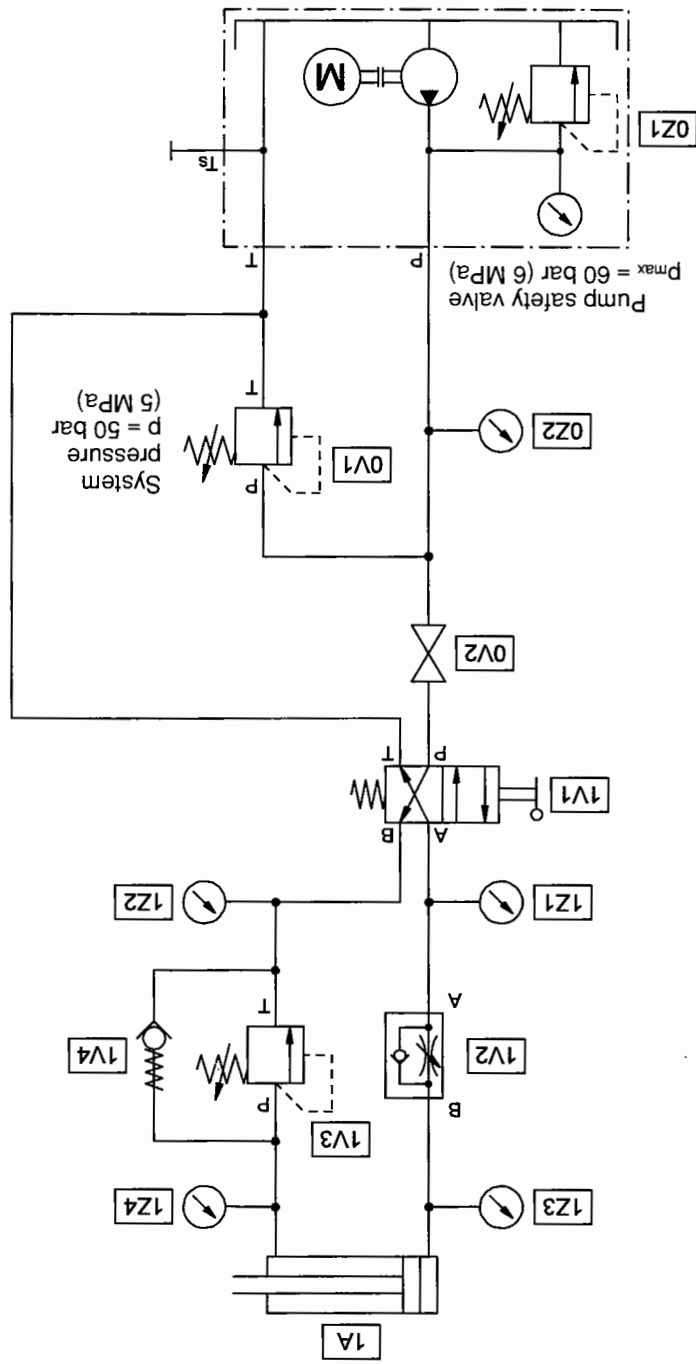 1A
1Z3
1Z4
B
P
1V3
1V2
1V4
T
A
1Z1
1Z2
A
B
1V1
P
T
0V2
P
0V1
System
pressure
p = 50 bar
(5 MPa)
0Z2
T
Pump safety valve
pmax = 60 bar (6 MPa)
P
T
Ts
0Z1
M